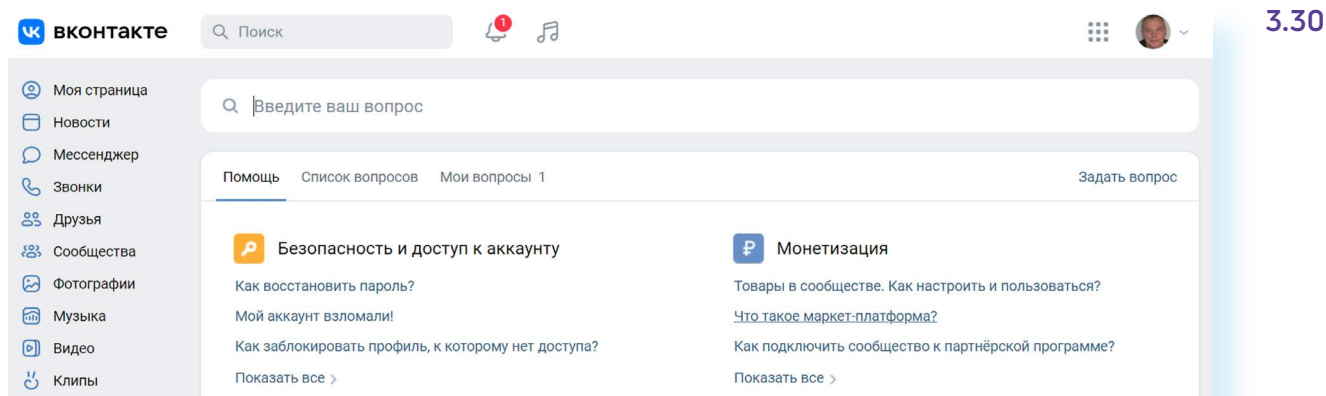 вконтакте
Поиск
1
3.30
Моя страница
Новости
Мессенджер
Звонки
Друзья
Сообщества
Фотографии
Музыка
Видео
Клипы
Введите ваш вопрос
Помощь Список вопросов Мои вопросы 1 Задать вопрос
Безопасность и доступ к аккаунту
Как восстановить пароль?
Мой аккаунт взломали!
Как заблокировать профиль, к которому нет доступа?
Показать все
Монетизация
Товары в сообществе. Как настроить и пользоваться?
Что такое маркет-платформа?
Как подключить сообщество к партнёрской программе?
Показать все